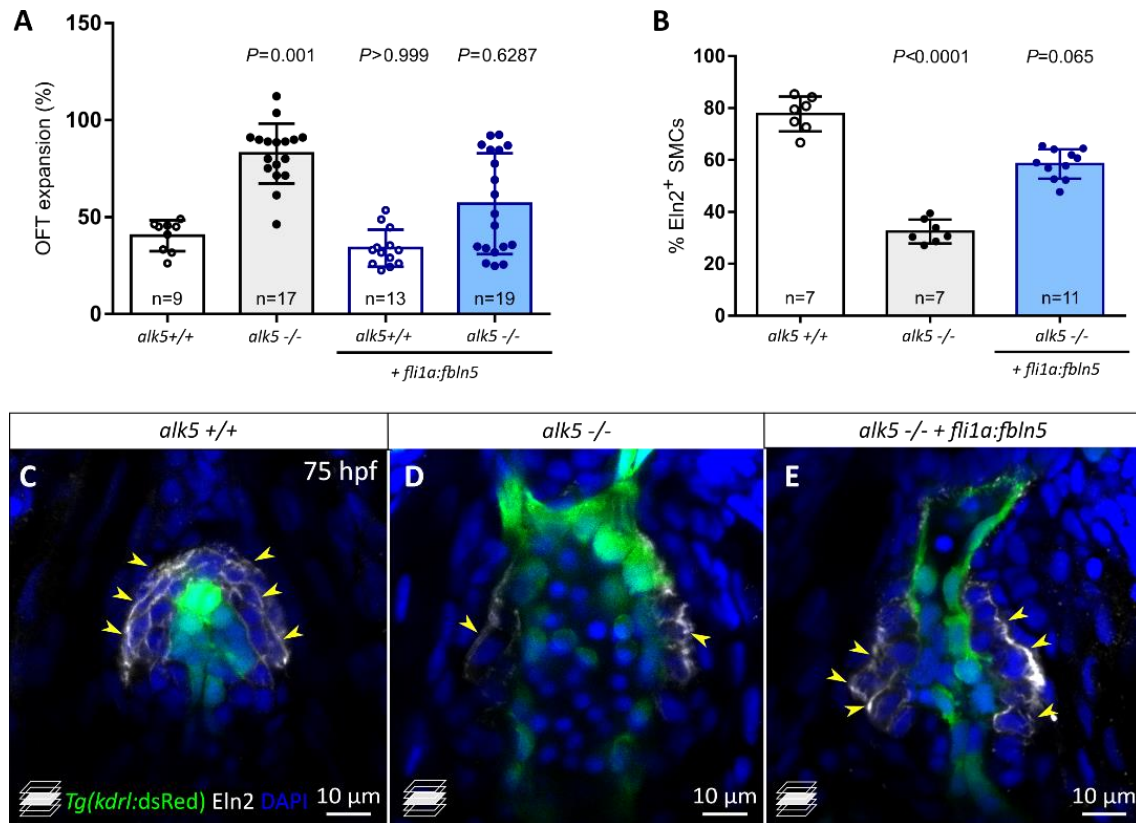 A
OFT expansion (%)
150
100
50
0
P=0.001
P>0.999
P=0.6287
n=9
n=17
n=13
n=19
alk5+/+
alk5 -/-
alk5+/+
alk5 -/-
+ fli1a:fbln5
B
% Eln2+ SMCs
100
80
60
40
20
0
P<0.0001
P=0.065
n=7
n=7
n=11
alk5 +/+
alk5 -/-
alk5 -/-
+ fli1a:fbln5
alk5 +/+
alk5 -/-
alk5 -/- + fli1a:fbln5
C
75 hpf
D
E
Tg(kdrl:dsRed) Eln2 DAPI
10 µm
10 µm
10 µm